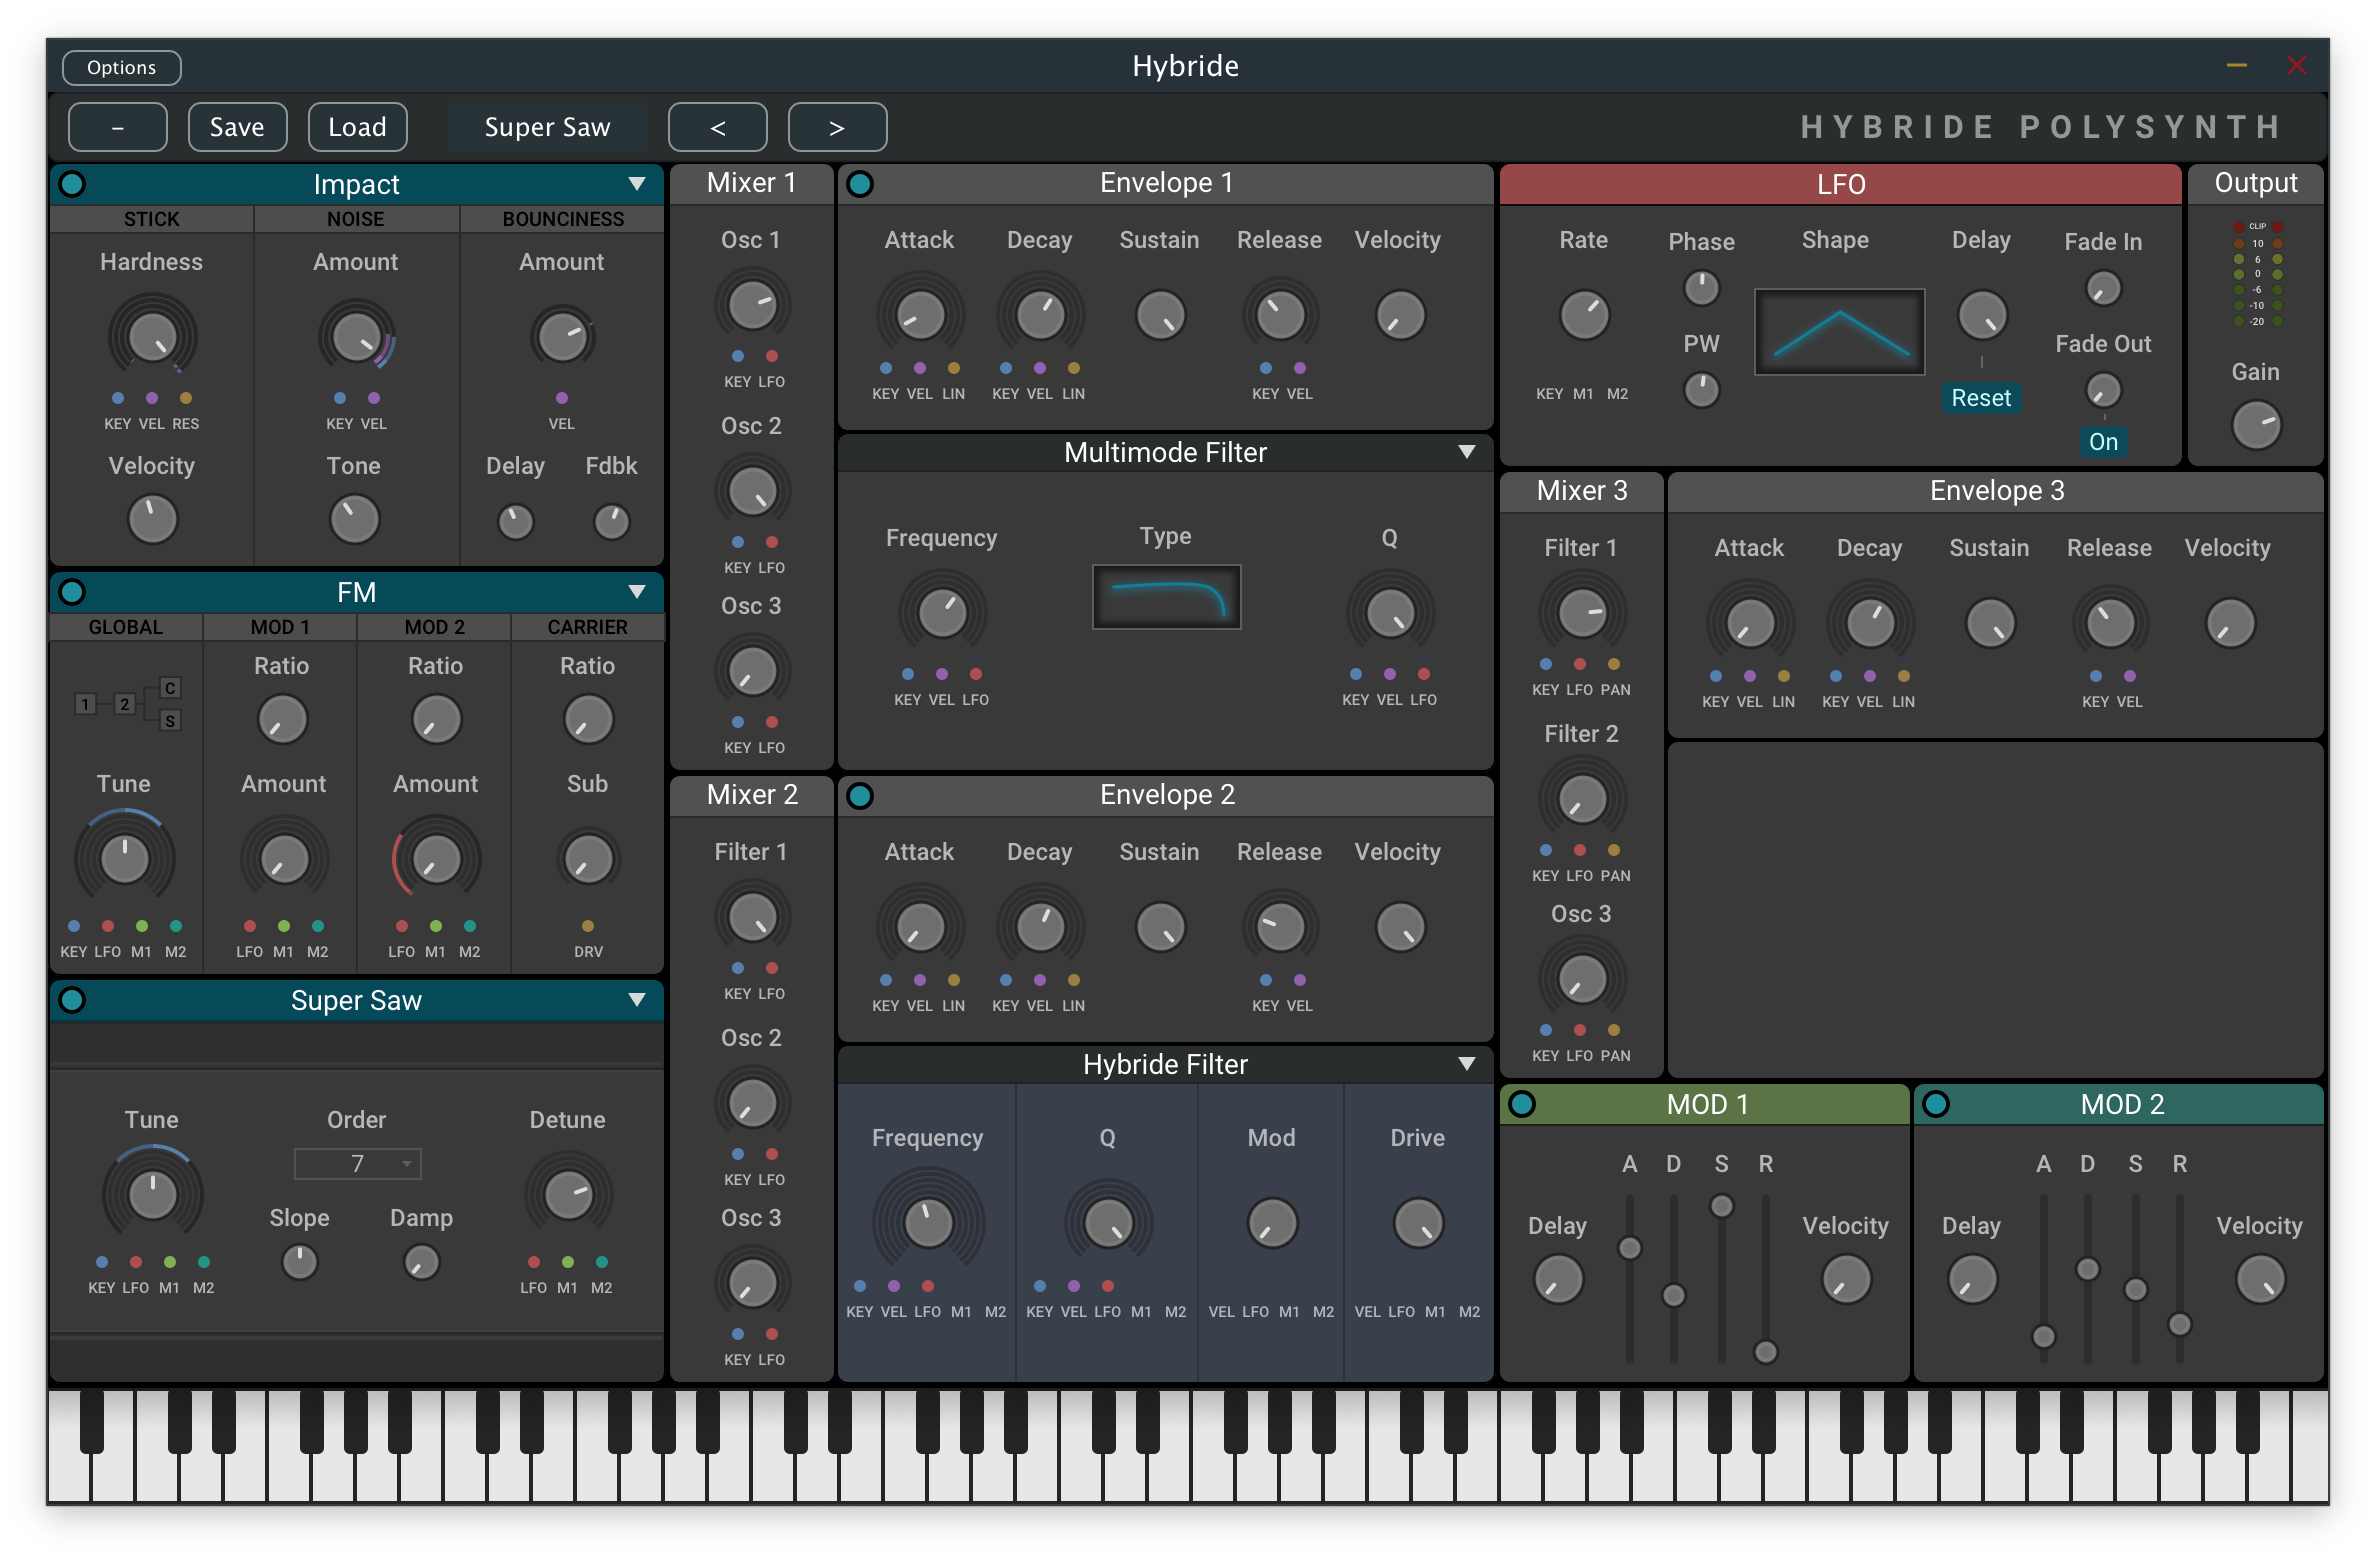 Options
Hybride
–
Save
Load
Super Saw
<
>
HYBRIDE POLYSYNTH
Impact
STICK NOISE BOUNCINESS
Hardness Amount Amount
KEY VEL RES KEY VEL VEL
Velocity Tone Delay Fdbk
FM
GLOBAL MOD 1 MOD 2 CARRIER
Ratio Ratio Ratio
1 2 C S
Tune Amount Amount Sub
KEY LFO M1 M2 LFO M1 M2 LFO M1 M2 DRV
Super Saw
Tune Order Detune
7
Slope Damp
KEY LFO M1 M2 LFO M1 M2
Mixer 1
Osc 1
KEY LFO
Osc 2
KEY LFO
Osc 3
KEY LFO
Mixer 2
Filter 1
KEY LFO
Osc 2
KEY LFO
Osc 3
KEY LFO
Envelope 1
Attack Decay Sustain Release Velocity
KEY VEL LIN KEY VEL LIN KEY VEL
Multimode Filter
Frequency Type Q
KEY VEL LFO KEY VEL LFO
Envelope 2
Attack Decay Sustain Release Velocity
KEY VEL LIN KEY VEL LIN KEY VEL
Hybride Filter
Frequency Q Mod Drive
KEY VEL LFO M1 M2 KEY VEL LFO M1 M2 VEL LFO M1 M2 VEL LFO M1 M2
LFO
Rate Phase Shape Delay Fade In
PW Fade Out
KEY M1 M2 Reset
On
Output
CLIP
10
6
0
-6
-10
-20
Gain
Mixer 3
Filter 1
KEY LFO PAN
Filter 2
KEY LFO PAN
Osc 3
KEY LFO PAN
Envelope 3
Attack Decay Sustain Release Velocity
KEY VEL LIN KEY VEL LIN KEY VEL
MOD 1
A D S R
Delay Velocity
MOD 2
A D S R
Delay Velocity